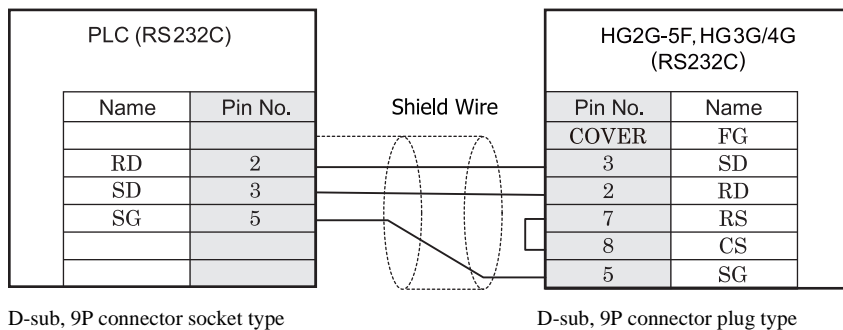 PLC (RS232C)
HG2G-5F, HG3G/4G
(RS232C)
Shield Wire
Name Pin No.
RD 2
SD 3
SG 5
Pin No. Name
COVER FG
3 SD
2 RD
7 RS
8 CS
5 SG
D-sub, 9P connector socket type
D-sub, 9P connector plug type